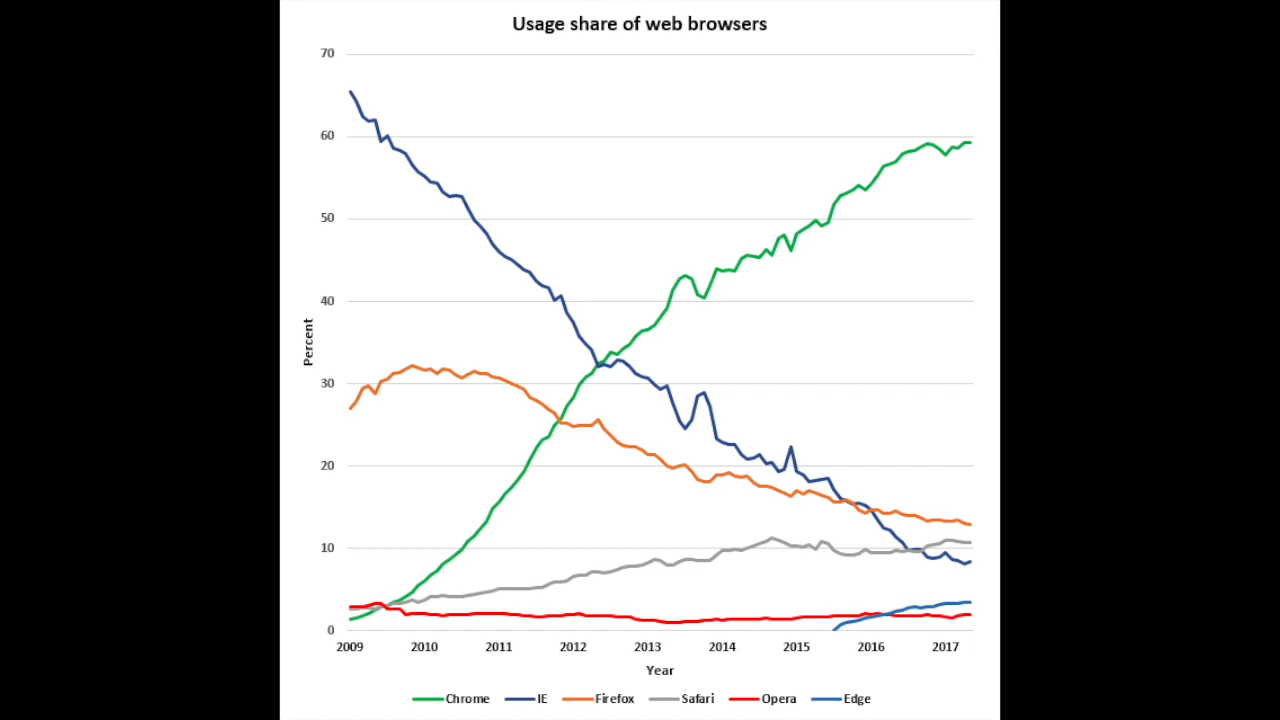 Usage share of web browsers
70
60
50
40
30
20
10
0
Percent
2009 2010 2011 2012 2013 2014 2015 2016 2017
Year
Chrome IE Firefox Safari Opera Edge